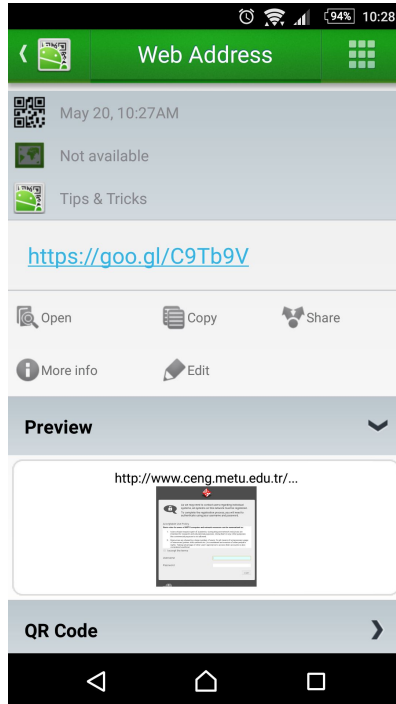 94% 10:28
Web Address
May 20, 10:27AM
Not available
Tips & Tricks
https://goo.gl/C9Tb9V
Open Copy Share
More info Edit
Preview
http://www.ceng.metu.edu.tr/...
QR Code